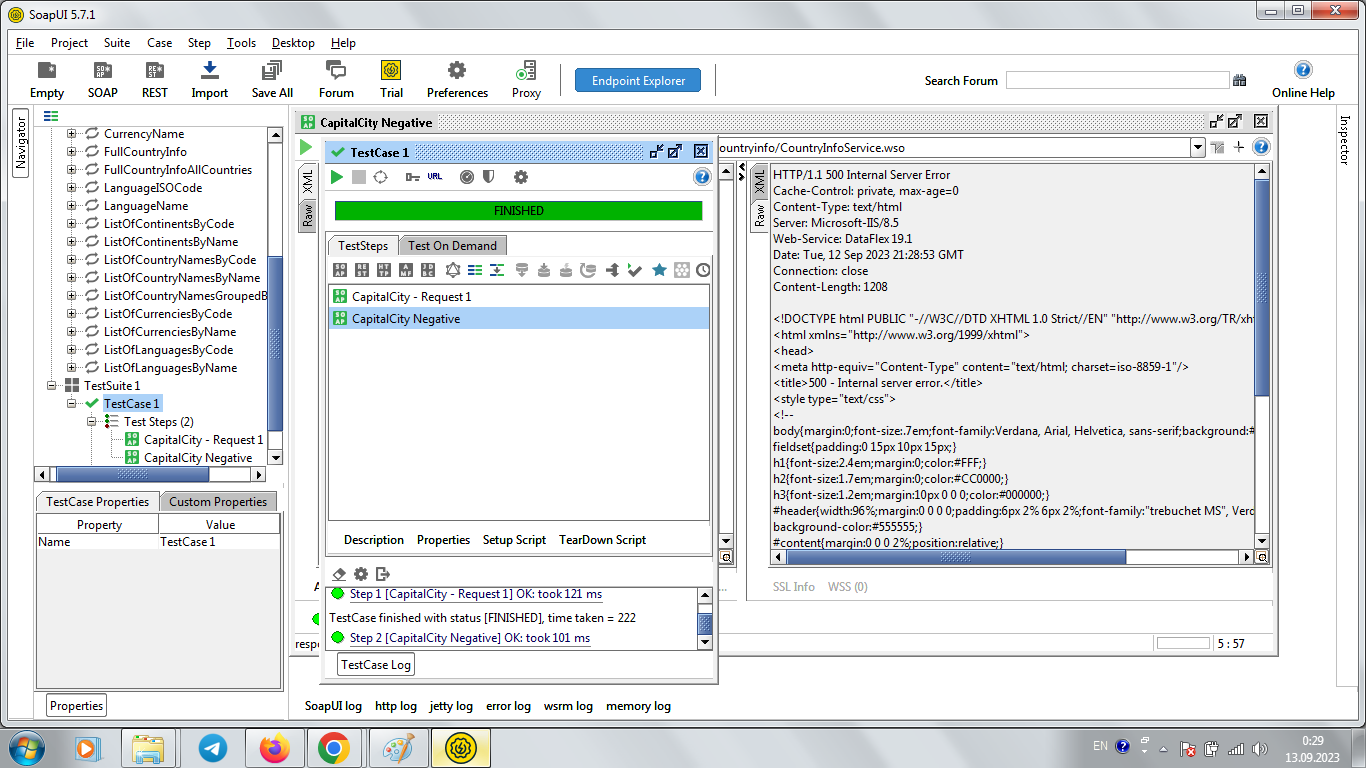 SoapUI 5.7.1
File Project Suite Case Step Tools Desktop Help
Empty SOAP REST Import Save All Forum Trial Preferences Proxy Endpoint Explorer Search Forum Online Help
Navigator
CurrencyName
FullCountryInfo
FullCountryInfoAllCountries
LanguageISOCode
LanguageName
ListOfContinentsByCode
ListOfContinentsByName
ListOfCountryNamesByCode
ListOfCountryNamesByName
ListOfCountryNamesGroupedB
ListOfCurrenciesByCode
ListOfCurrenciesByName
ListOfLanguagesByCode
ListOfLanguagesByName
TestSuite 1
TestCase 1
Test Steps (2)
CapitalCity - Request 1
CapitalCity Negative
TestCase Properties Custom Properties
Property Value
Name TestCase 1
Properties
CapitalCity Negative
ountryinfo/CountryInfoService.wso
XML
Raw
TestCase 1
URL
FINISHED
TestSteps Test On Demand
CapitalCity - Request 1
CapitalCity Negative
Description Properties Setup Script TearDown Script
Step 1 [CapitalCity - Request 1] OK: took 121 ms
TestCase finished with status [FINISHED], time taken = 222
Step 2 [CapitalCity Negative] OK: took 101 ms
TestCase Log
A
respo
XML
Raw
HTTP/1.1 500 Internal Server Error
Cache-Control: private, max-age=0
Content-Type: text/html
Server: Microsoft-IIS/8.5
Web-Service: DataFlex 19.1
Date: Tue, 12 Sep 2023 21:28:53 GMT
Connection: close
Content-Length: 1208
<!DOCTYPE html PUBLIC "-//W3C//DTD XHTML 1.0 Strict//EN" "http://www.w3.org/TR/xht
<html xmlns="http://www.w3.org/1999/xhtml">
<head>
<meta http-equiv="Content-Type" content="text/html; charset=iso-8859-1"/>
<title>500 - Internal server error.</title>
<style type="text/css">
<!--
body{margin:0;font-size:.7em;font-family:Verdana, Arial, Helvetica, sans-serif;background:#
fieldset{padding:0 15px 10px 15px;}
h1{font-size:2.4em;margin:0;color:#FFF;}
h2{font-size:1.7em;margin:0;color:#CC0000;}
h3{font-size:1.2em;margin:10px 0 0 0;color:#000000;}
#header{width:96%;margin:0 0 0 0;padding:6px 2% 6px 2%;font-family:"trebuchet MS", Verd
background-color:#555555;}
#content{margin:0 0 0 2%;position:relative;}
... SSL Info WSS (0)
5 : 57
Inspector
SoapUI log http log jetty log error log wsrm log memory log
EN
0:29
13.09.2023